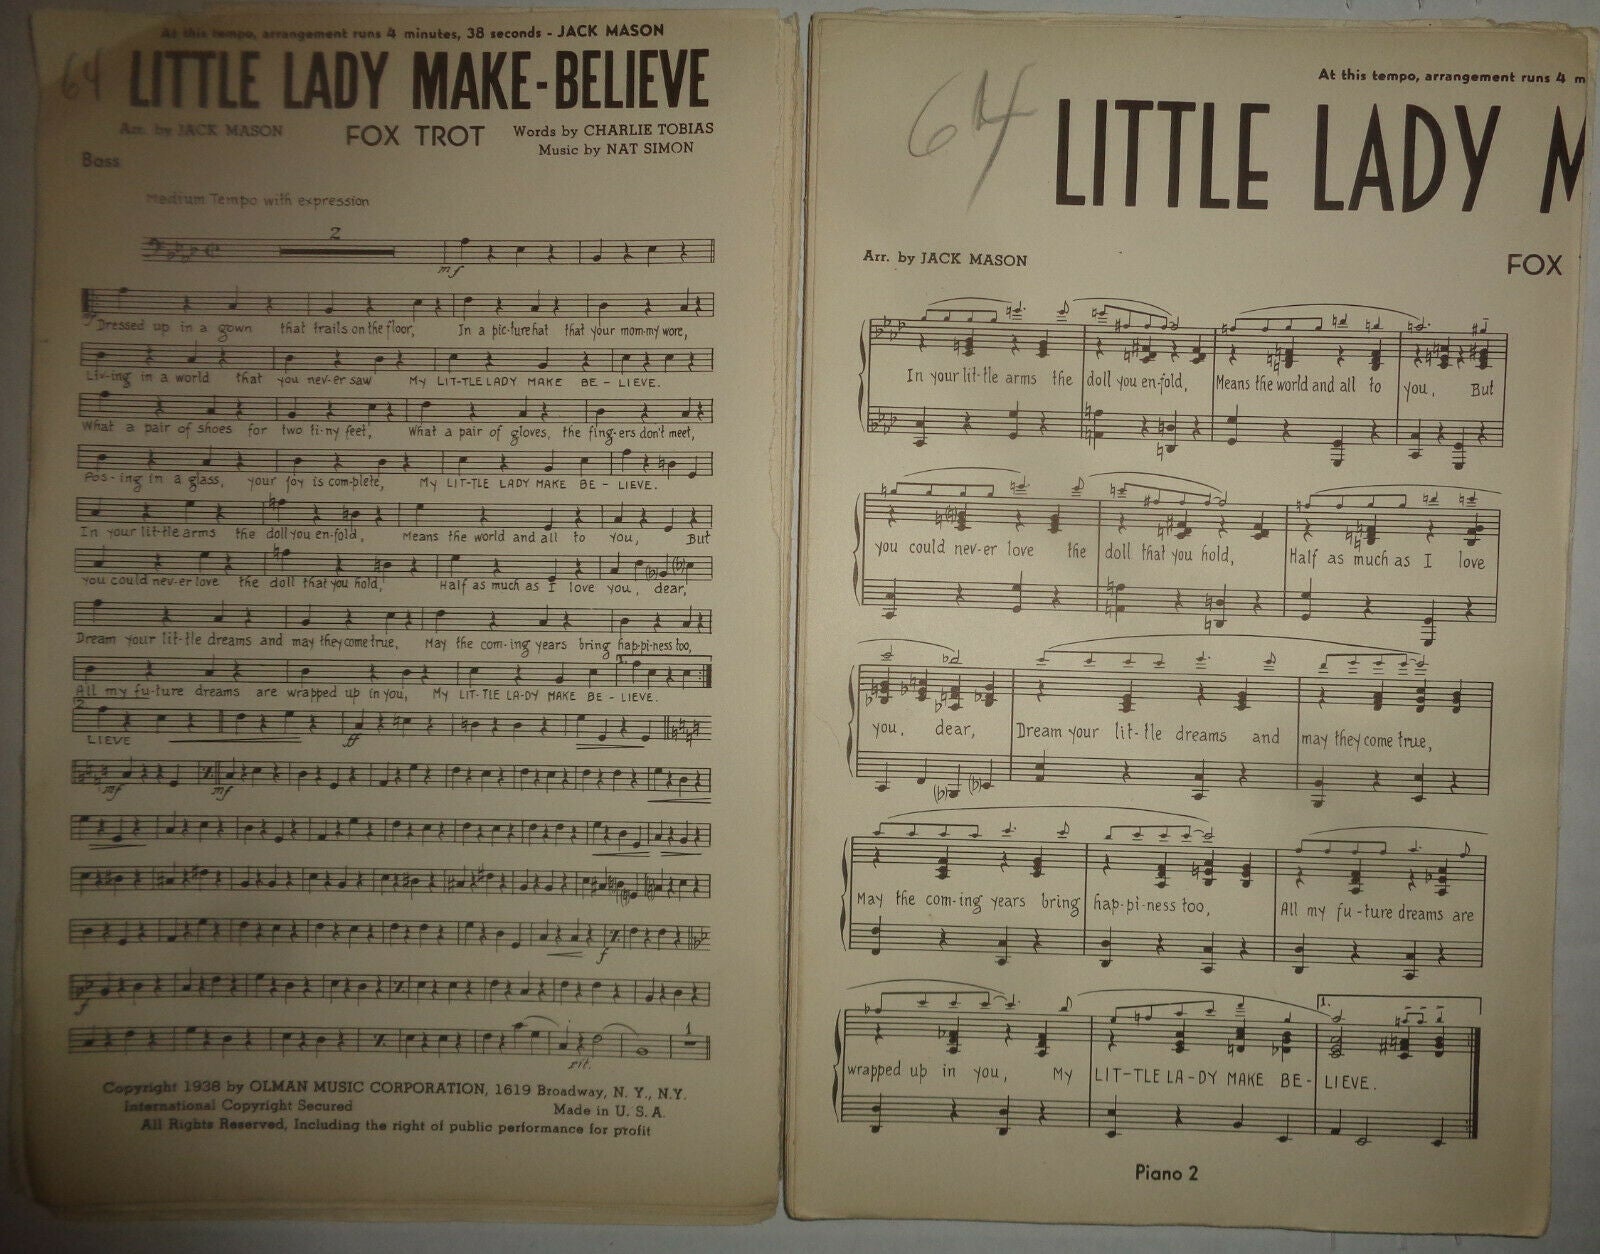 At this tempo, arrangement runs 4 minutes, 38 seconds - JACK MASON
64 LITTLE LADY MAKE-BELIEVE
Arr. by JACK MASON
FOX TROT
Words by CHARLIE TOBIAS
Music by NAT SIMON
Bass
Medium Tempo with expression
2
mf
Dressed up in a gown that trails on the floor, In a pic-ture hat that your mom-my wore,
Liv-ing in a world that you nev-er saw MY LIT-TLE LADY MAKE BE-LIEVE.
What a pair of shoes for two ti-ny feet, What a pair of gloves, the fing-ers don't meet,
Pos-ing in a glass, your joy is com-plete, MY LIT-TLE LADY MAKE BE-LIEVE.
In your lit-tle arms the doll you en-fold, Means the world and all to you, But
you could nev-er love the doll that you hold, Half as much as I love you, dear,
Dream your lit-tle dreams and may they come true, May the com-ing years bring hap-pi-ness too,
1.
All my fu-ture dreams are wrapped up in you, MY LIT-TLE LA-DY MAKE BE-LIEVE.
2.
LIEVE
ff
mf
mf
f
f
1
rit.
Copyright 1938 by OLMAN MUSIC CORPORATION, 1619 Broadway, N. Y., N.Y.
International Copyright Secured
Made in U. S. A.
All Rights Reserved, Including the right of public performance for profit
At this tempo, arrangement runs 4 m
64
LITTLE LADY M
Arr. by JACK MASON
FOX
In your lit-tle arms the doll you en-fold, Means the world and all to you, But
you could nev-er love the doll that you hold, Half as much as I love
you, dear, Dream your lit-tle dreams and may they come true,
May the com-ing years bring hap-pi-ness too, All my fu-ture dreams are
1.
wrapped up in you, MY LIT-TLE LA-DY MAKE BE-LIEVE.
Piano 2